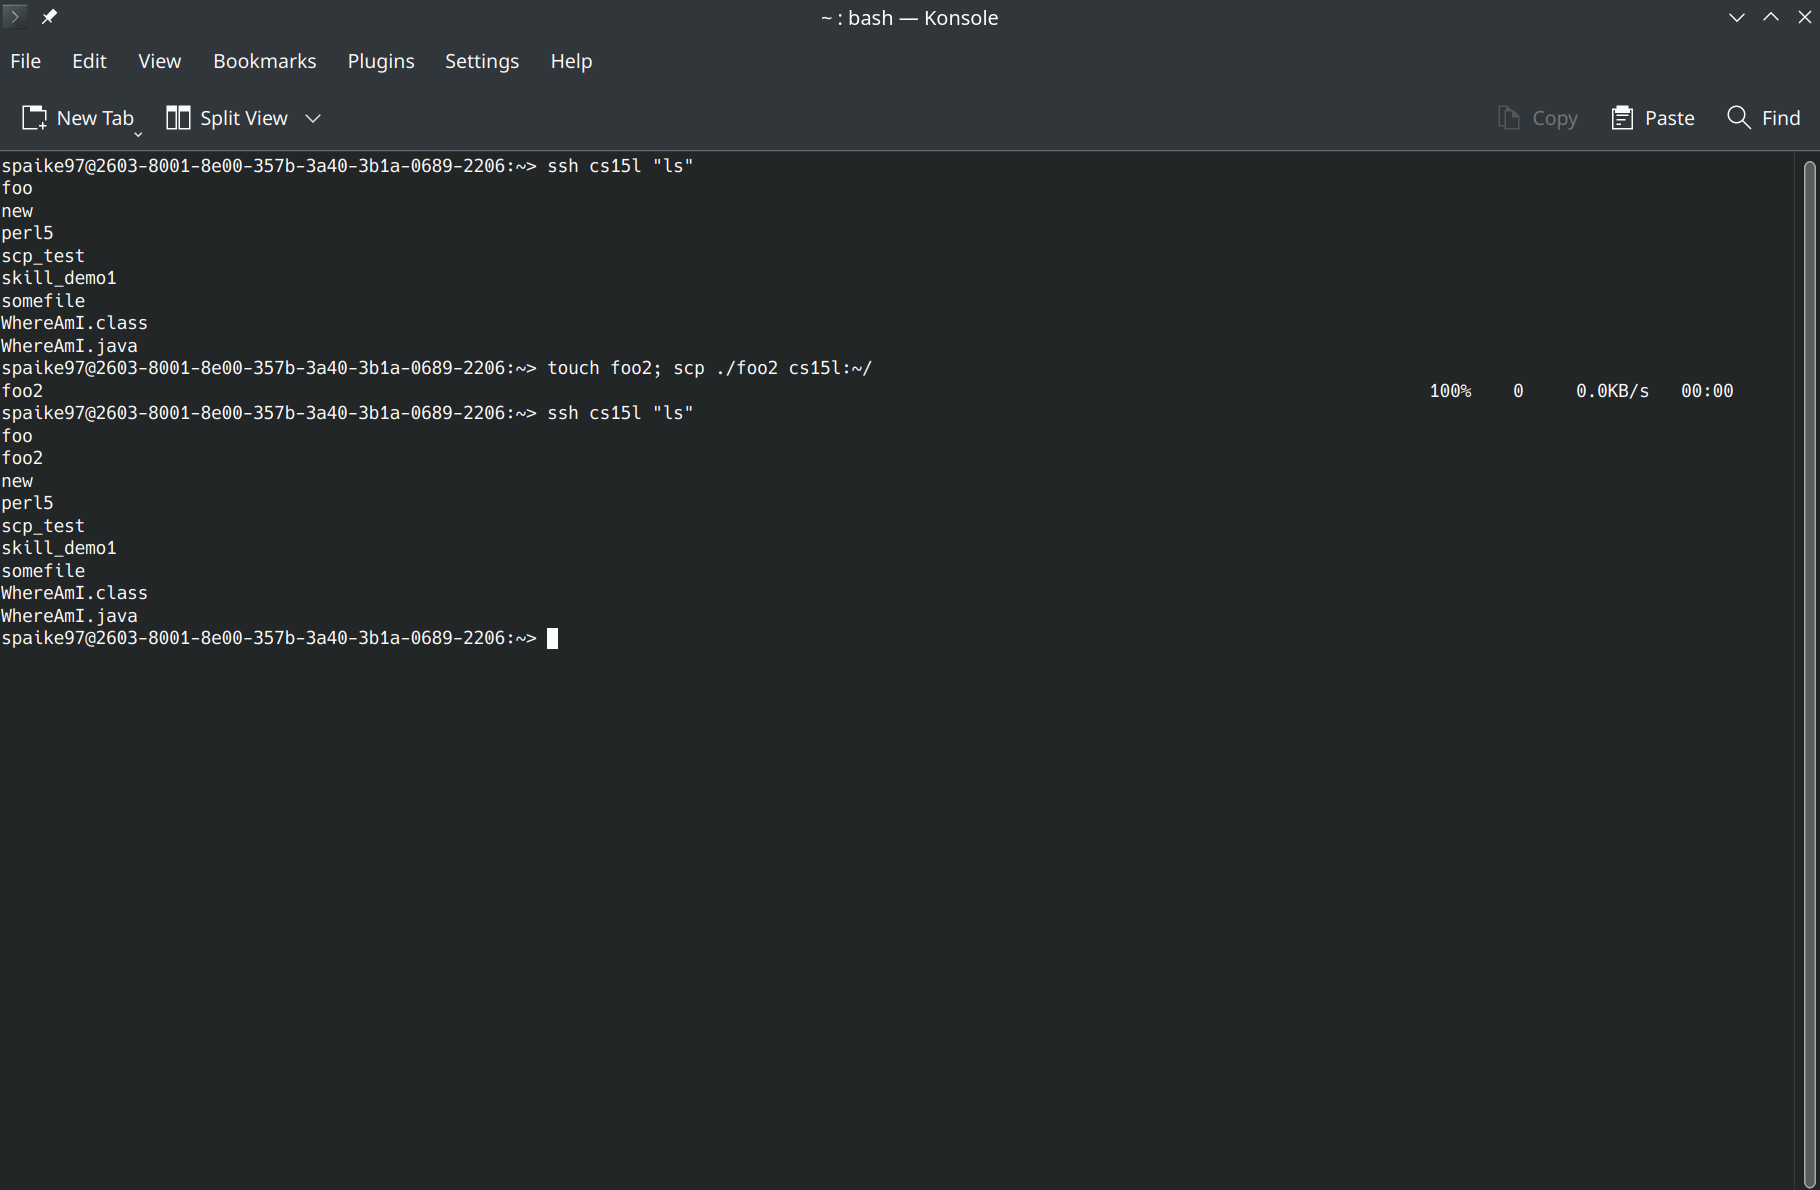 ~ : bash — Konsole
File Edit View Bookmarks Plugins Settings Help
New Tab Split View Copy Paste Find
spaike97@2603-8001-8e00-357b-3a40-3b1a-0689-2206:~> ssh cs15l "ls"
foo
new
perl5
scp_test
skill_demo1
somefile
WhereAmI.class
WhereAmI.java
spaike97@2603-8001-8e00-357b-3a40-3b1a-0689-2206:~> touch foo2; scp ./foo2 cs15l:~/
foo2 100% 0 0.0KB/s 00:00
spaike97@2603-8001-8e00-357b-3a40-3b1a-0689-2206:~> ssh cs15l "ls"
foo
foo2
new
perl5
scp_test
skill_demo1
somefile
WhereAmI.class
WhereAmI.java
spaike97@2603-8001-8e00-357b-3a40-3b1a-0689-2206:~>